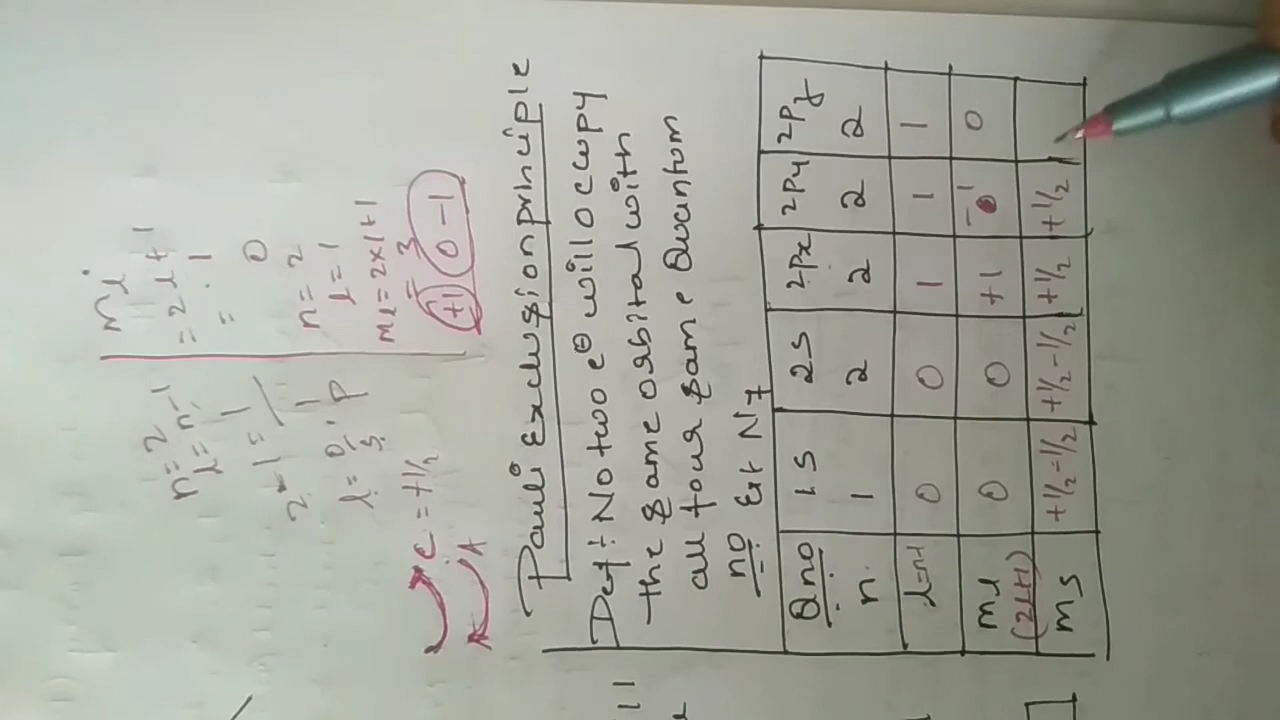 n=2
l=n-1
2-1=1
l=0 1
s p
C=+1/2
A
ml
=2l+1
= 1
0
n=2
l=1
ml=2x1+1
=3
+1 0 -1
Pauli Exclusion principle
Def: No two e⊖ will occupy
the same orbital with
all four same Quantum
no Ex: N7
Qno 1s 2s 2px 2py 2pz
n. 1 2 2 2 2
l=n-1 0 0 1 1 1
ml (2l+1) 0 0 +1 -1 0
ms +1/2 -1/2 +1/2 -1/2 +1/2 +1/2